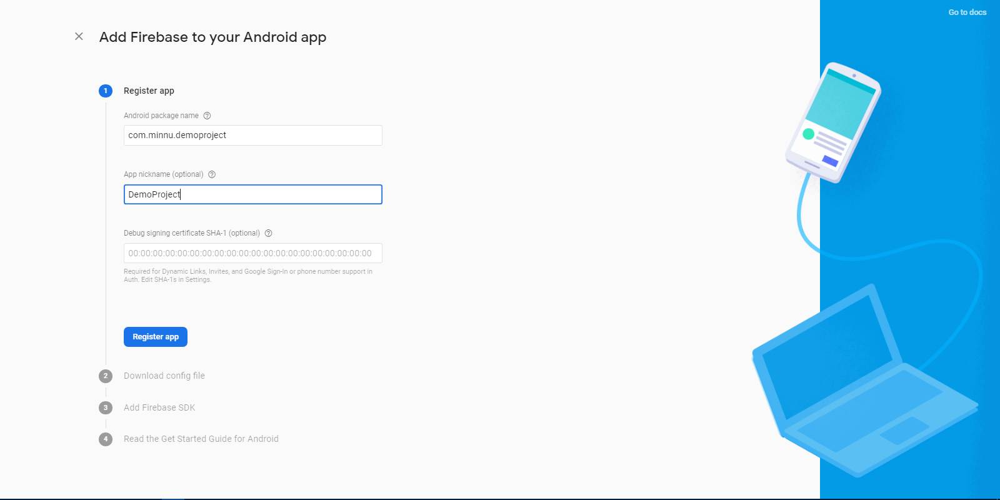 Go to docs
Add Firebase to your Android app
1 Register app
Android package name ?
com.minnu.demoproject
App nickname (optional) ?
DemoProject
Debug signing certificate SHA-1 (optional) ?
00:00:00:00:00:00:00:00:00:00:00:00:00:00:00:00:00:00:00:00
Required for Dynamic Links, Invites, and Google Sign-In or phone number support in
Auth. Edit SHA-1s in Settings.
Register app
2 Download config file
3 Add Firebase SDK
4 Read the Get Started Guide for Android